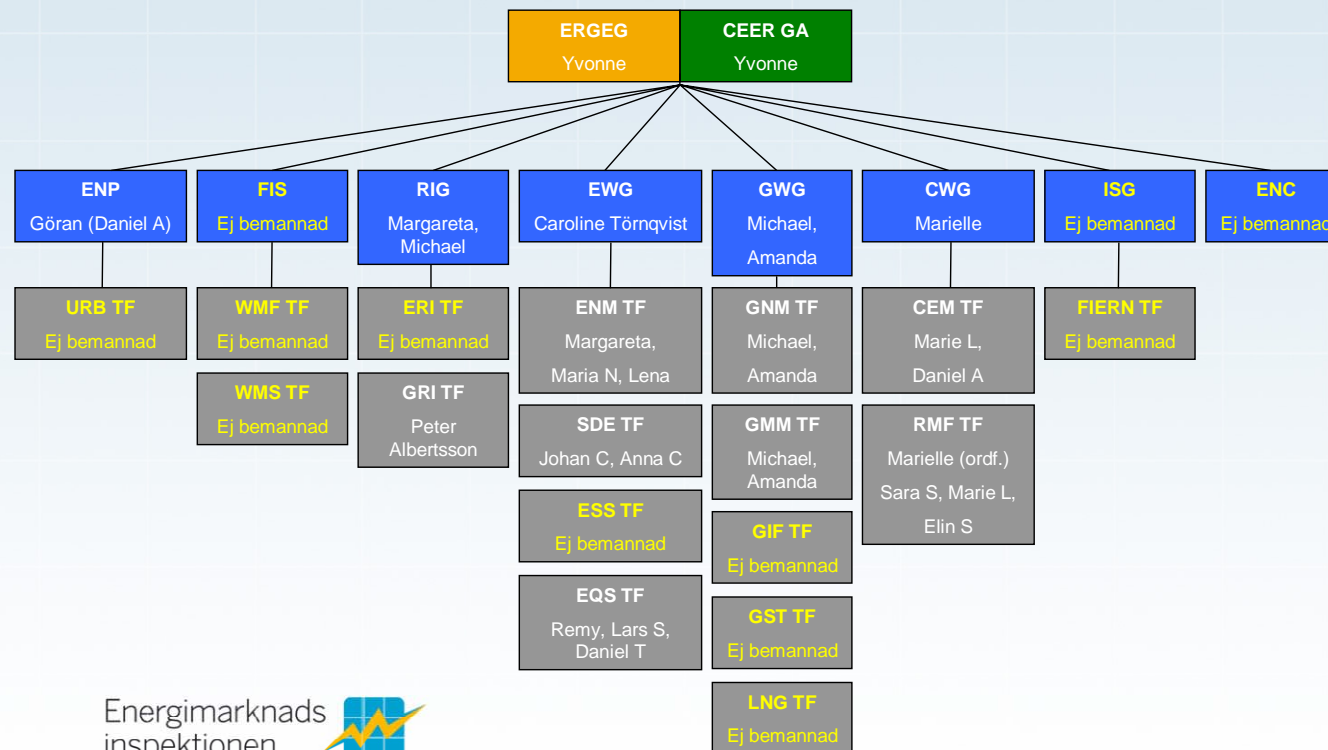 ERGEG
Yvonne
CEER GA
Yvonne
ENP
Göran (Daniel A)
FIS
Ej bemannad
RIG
Margareta,
Michael
EWG
Caroline Törnqvist
GWG
Michael,
Amanda
CWG
Marielle
ISG
Ej bemannad
ENC
Ej bemannad
URB TF
Ej bemannad
WMF TF
Ej bemannad
WMS TF
Ej bemannad
ERI TF
Ej bemannad
GRI TF
Peter
Albertsson
ENM TF
Margareta,
Maria N, Lena
SDE TF
Johan C, Anna C
ESS TF
Ej bemannad
EQS TF
Remy, Lars S,
Daniel T
GNM TF
Michael,
Amanda
GMM TF
Michael,
Amanda
GIF TF
Ej bemannad
GST TF
Ej bemannad
LNG TF
Ej bemannad
CEM TF
Marie L,
Daniel A
RMF TF
Marielle (ordf.)
Sara S, Marie L,
Elin S
FIERN TF
Ej bemannad
Energimarknads
inspektionen